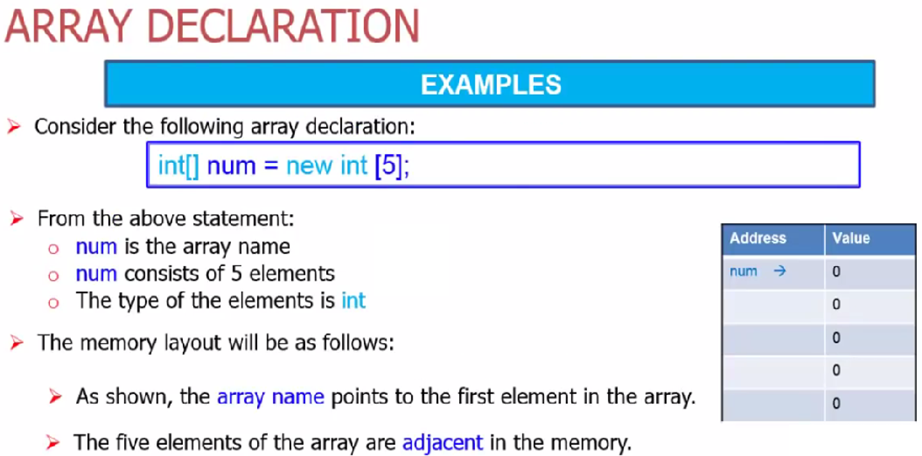 ARRAY DECLARATION
EXAMPLES
➢ Consider the following array declaration:
int[] num = new int [5];
➢ From the above statement:
o num is the array name
o num consists of 5 elements
o The type of the elements is int
➢ The memory layout will be as follows:
➢ As shown, the array name points to the first element in the array.
➢ The five elements of the array are adjacent in the memory.
Address Value
num → 0
0
0
0
0